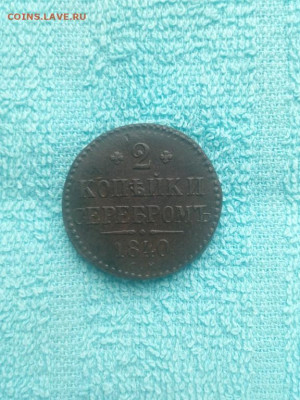 COINS.LAVE.RU
2
КОПѢЙКИ
СЕРЕБРОМЪ
1840